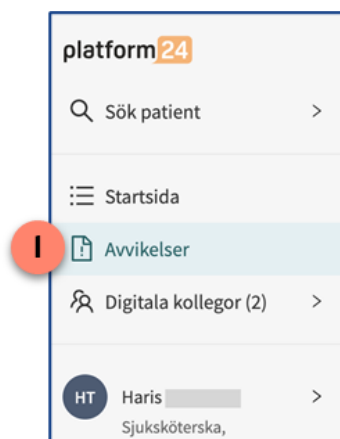 platform24
Sök patient
Startsida
I
Avvikelser
Digitala kollegor (2)
HT
Haris
Sjuksköterska,